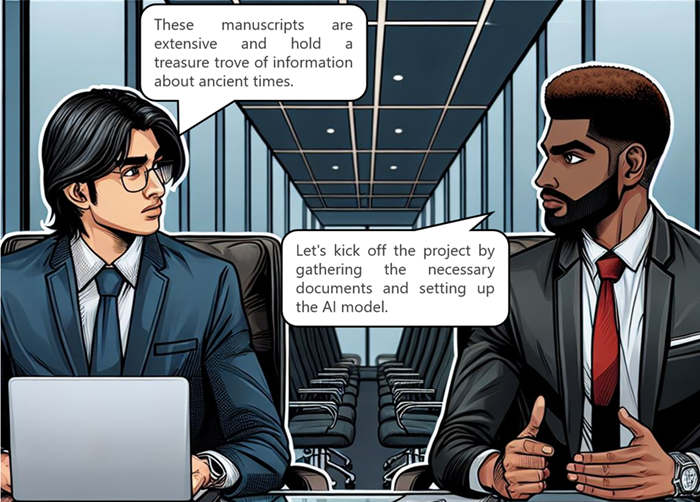 These manuscripts are
extensive and hold a
treasure trove of information
about ancient times.
Let's kick off the project by
gathering the necessary
documents and setting up
the AI model.